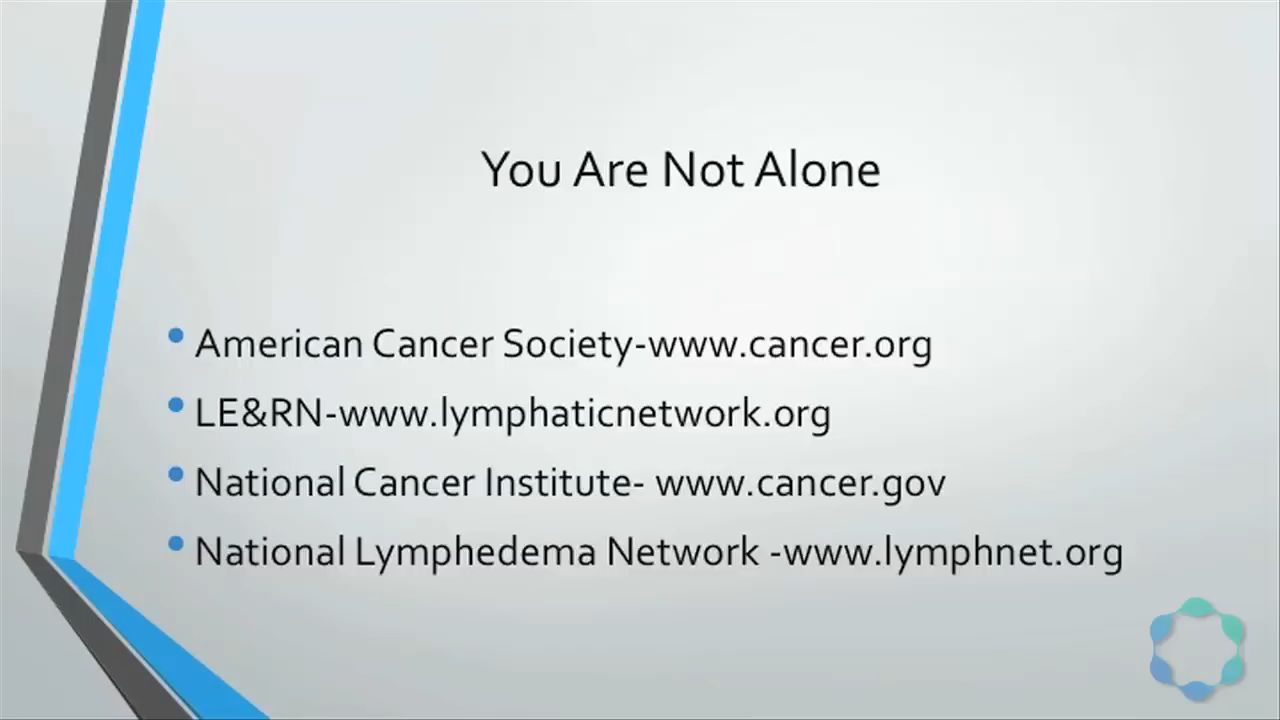 You Are Not Alone
American Cancer Society-www.cancer.org
LE&RN-www.lymphaticnetwork.org
National Cancer Institute- www.cancer.gov
National Lymphedema Network -www.lymphnet.org